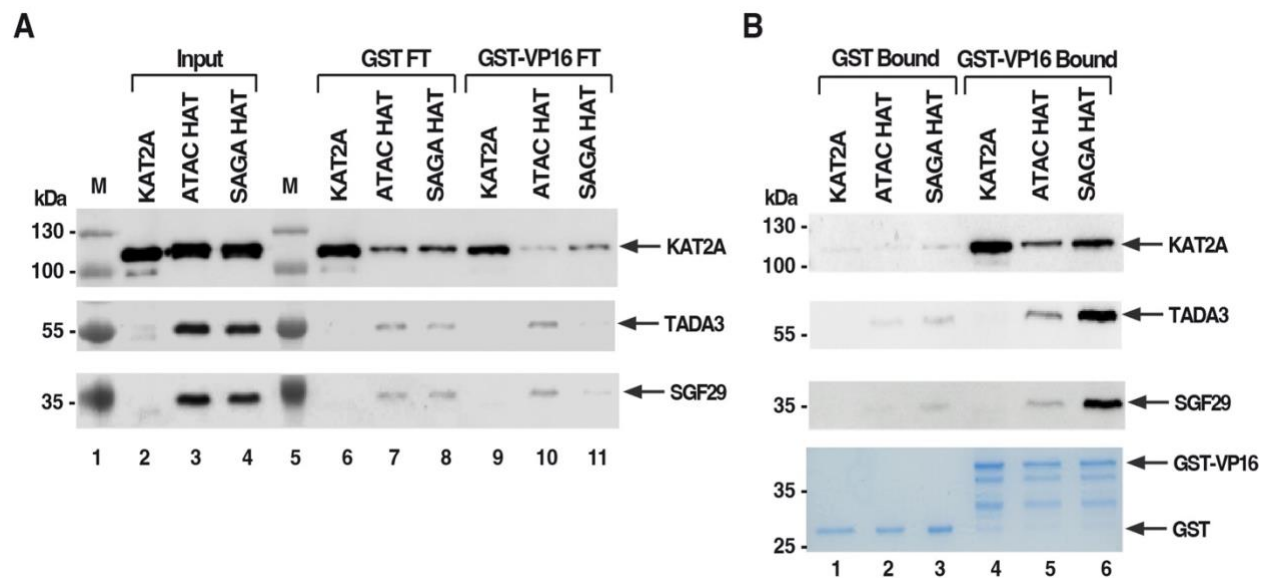 A
Input
GST FT
GST-VP16 FT
kDa
M
KAT2A
ATAC HAT
SAGA HAT
M
KAT2A
ATAC HAT
SAGA HAT
KAT2A
ATAC HAT
SAGA HAT
130 -
100 -
KAT2A
55 -
TADA3
35 -
SGF29
1 2 3 4 5 6 7 8 9 10 11
B
GST Bound
GST-VP16 Bound
kDa
KAT2A
ATAC HAT
SAGA HAT
KAT2A
ATAC HAT
SAGA HAT
130 -
100 -
KAT2A
55 -
TADA3
35 -
SGF29
GST-VP16
35 -
GST
25 -
1 2 3 4 5 6